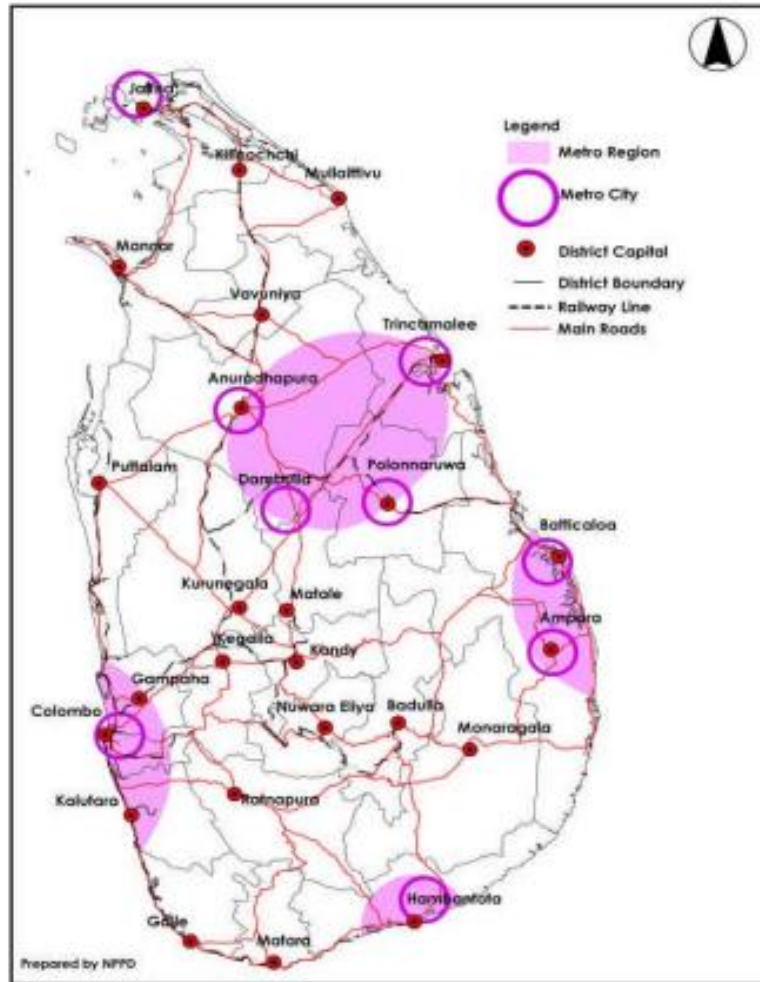 Jaffna
Kilinochchi
Mullaittivu
Legend
Metro Region
Metro City
District Capital
District Boundary
Railway Line
Main Roads
Mannar
Vavuniya
Trincomalee
Anuradhapura
Puttalam
Dambulla
Polonnaruwa
Batticaloa
Kurunegala
Matale
Ampara
Kegalla
Kandy
Gampaha
Colombo
Nuwara Eliya
Badulla
Monaragala
Kalutara
Ratnapura
Hambantota
Galle
Matara
Prepared by NPPD